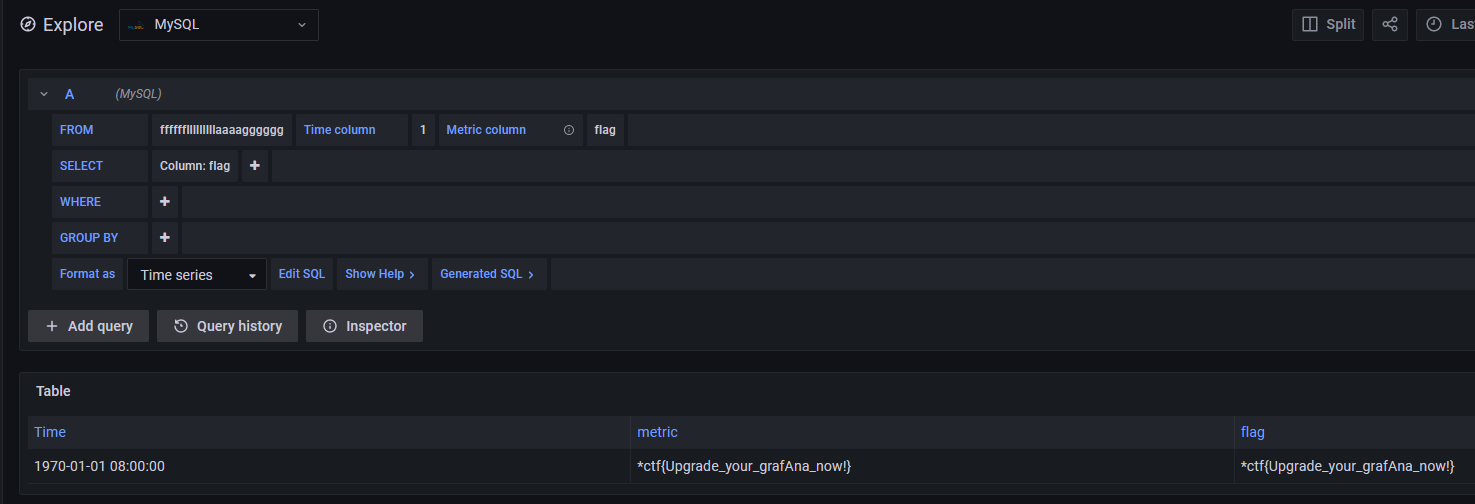 Explore MySQL Split
A (MySQL)
FROM ffffffllllllllllaaaagggggg Time column 1 Metric column flag
SELECT Column: flag +
WHERE +
GROUP BY +
Format as Time series Edit SQL Show Help > Generated SQL >
+ Add query Query history Inspector
Table
Time metric flag
1970-01-01 08:00:00 *ctf{Upgrade_your_grafAna_now!} *ctf{Upgrade_your_grafAna_now!}